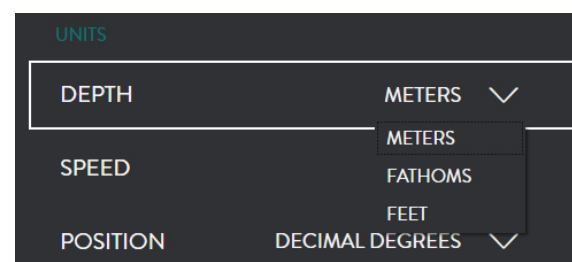 UNITS
DEPTH METERS
METERS
SPEED
FATHOMS
FEET
POSITION DECIMAL DEGREES